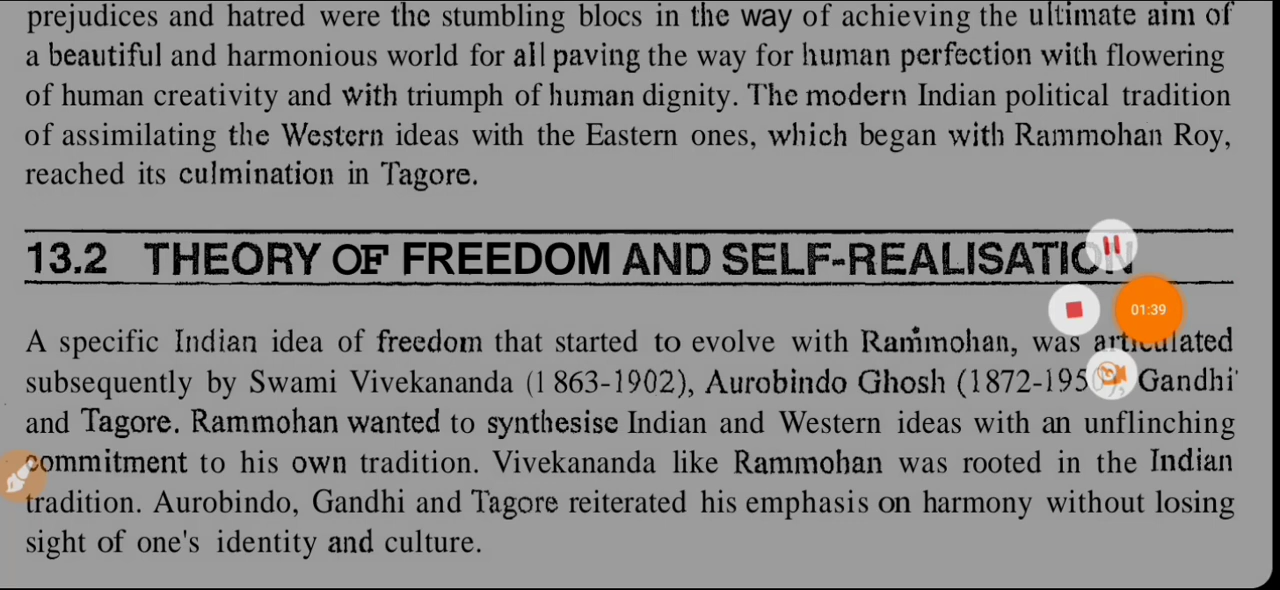 prejudices and hatred were the stumbling blocs in the way of achieving the ultimate aim of
a beautiful and harmonious world for all paving the way for human perfection with flowering
of human creativity and with triumph of human dignity. The modern Indian political tradition
of assimilating the Western ideas with the Eastern ones, which began with Rammohan Roy,
reached its culmination in Tagore.
13.2 THEORY OF FREEDOM AND SELF-REALISATION
01:39
A specific Indian idea of freedom that started to evolve with Rammohan, was articulated
subsequently by Swami Vivekananda (1 863-1902), Aurobindo Ghosh (1872-195 ), Gandhi
and Tagore. Rammohan wanted to synthesise Indian and Western ideas with an unflinching
commitment to his own tradition. Vivekananda like Rammohan was rooted in the Indian
tradition. Aurobindo, Gandhi and Tagore reiterated his emphasis on harmony without losing
sight of one's identity and culture.